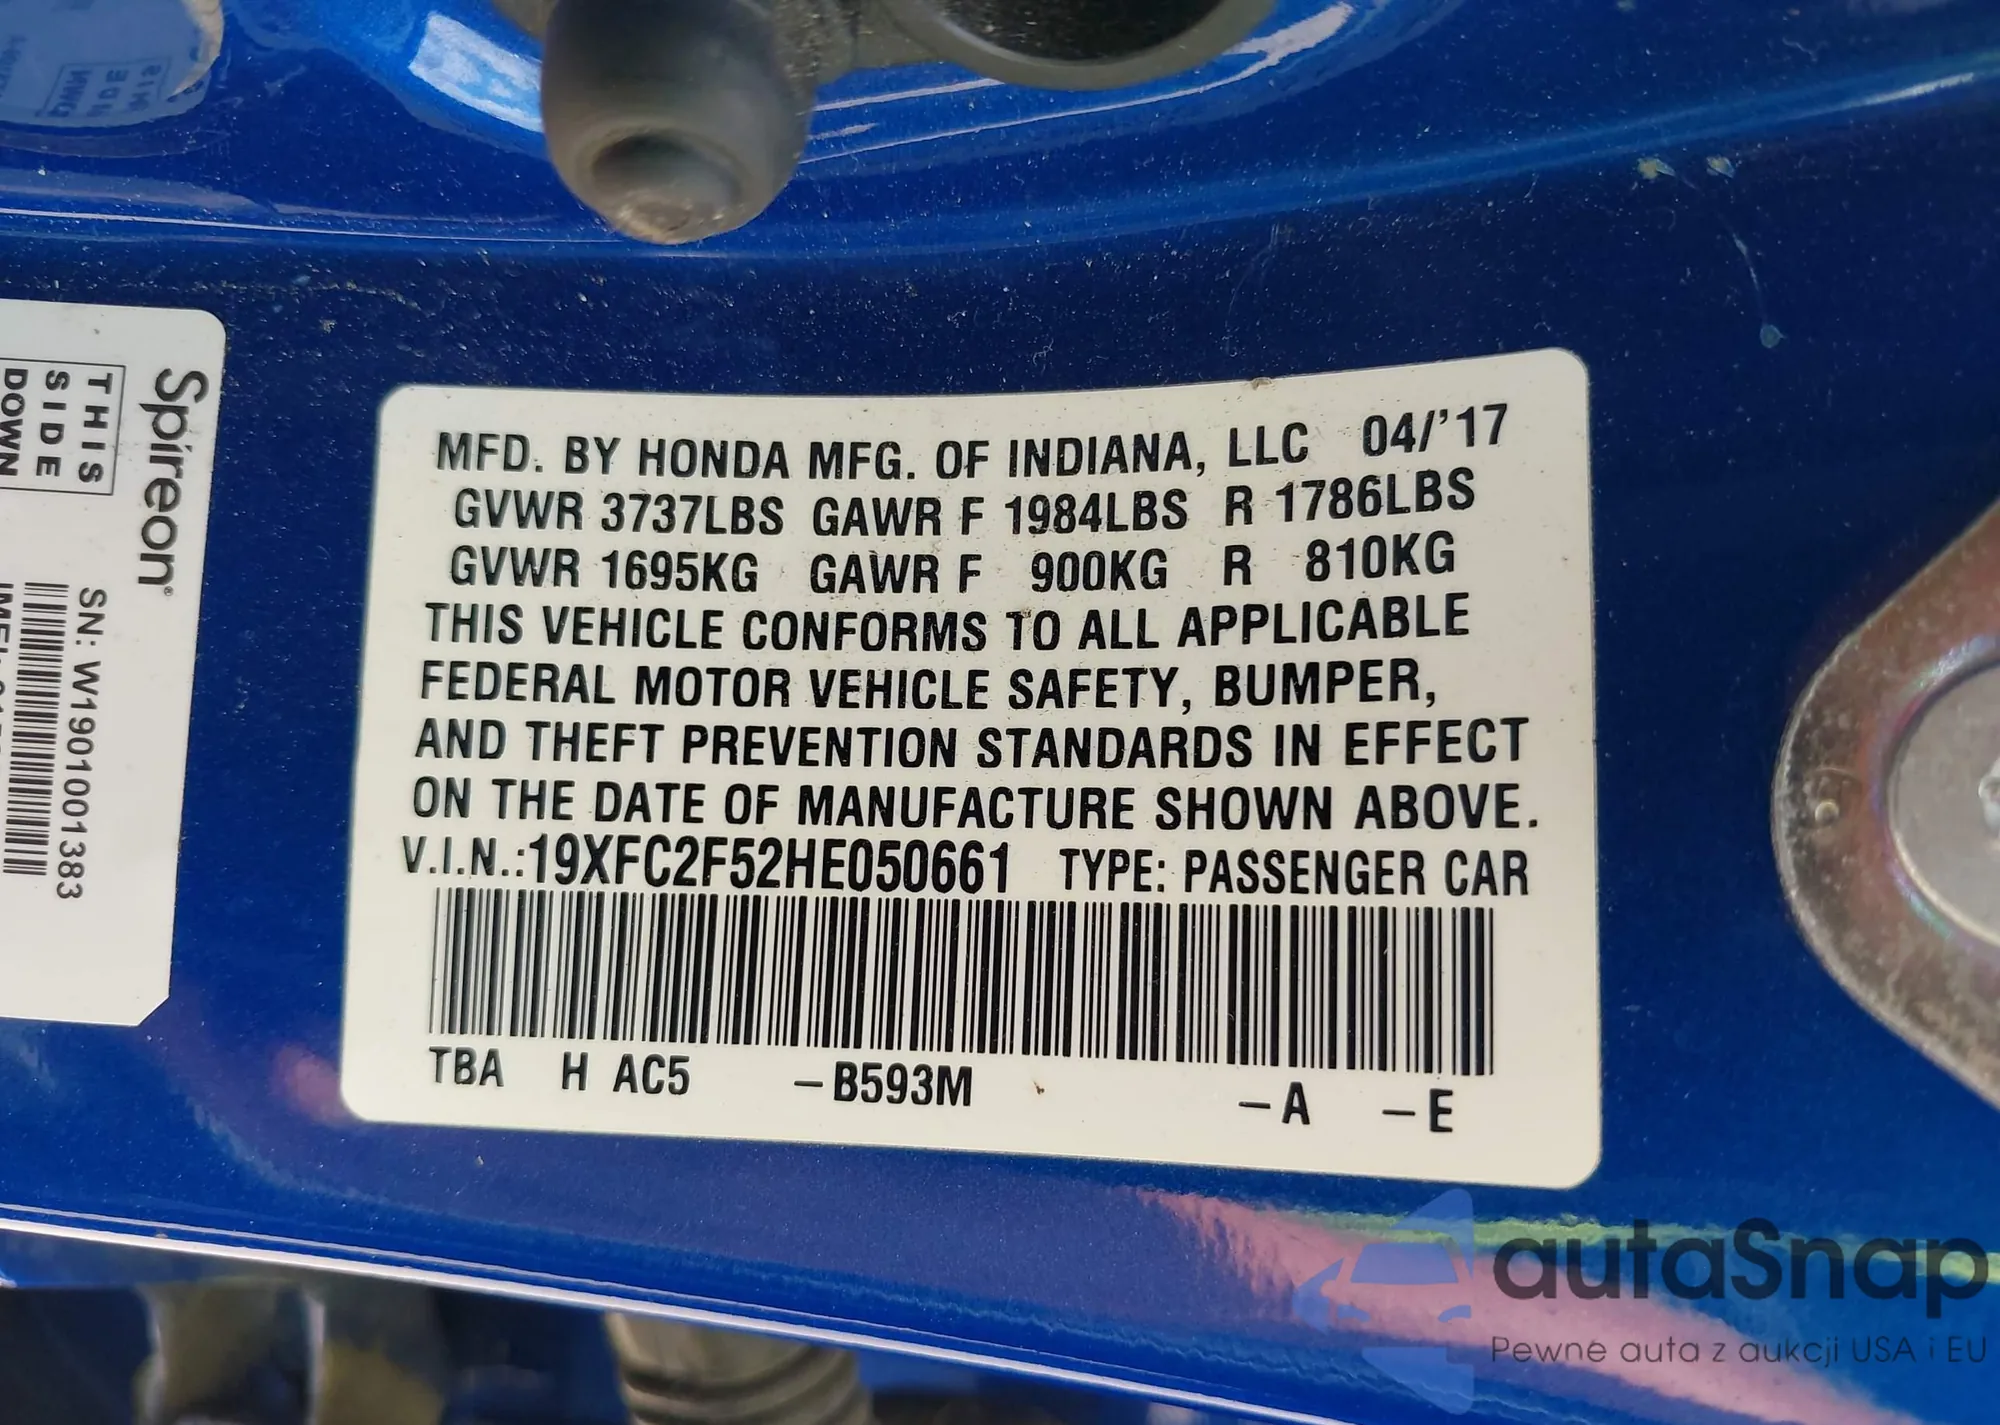 MFD. BY HONDA MFG. OF INDIANA, LLC 04/'17
GVWR 3737LBS GAWR F 1984LBS R 1786LBS
GVWR 1695KG GAWR F 900KG R 810KG
THIS VEHICLE CONFORMS TO ALL APPLICABLE
FEDERAL MOTOR VEHICLE SAFETY, BUMPER,
AND THEFT PREVENTION STANDARDS IN EFFECT
ON THE DATE OF MANUFACTURE SHOWN ABOVE.
V.I.N.:19XFC2F52HE050661 TYPE: PASSENGER CAR
TBA H AC5 –B593M –A –E
Spireon®
THIS
SIDE
DOWN
SN: W190100001383
autaSnap
Pewne auta z aukcji USA i EU